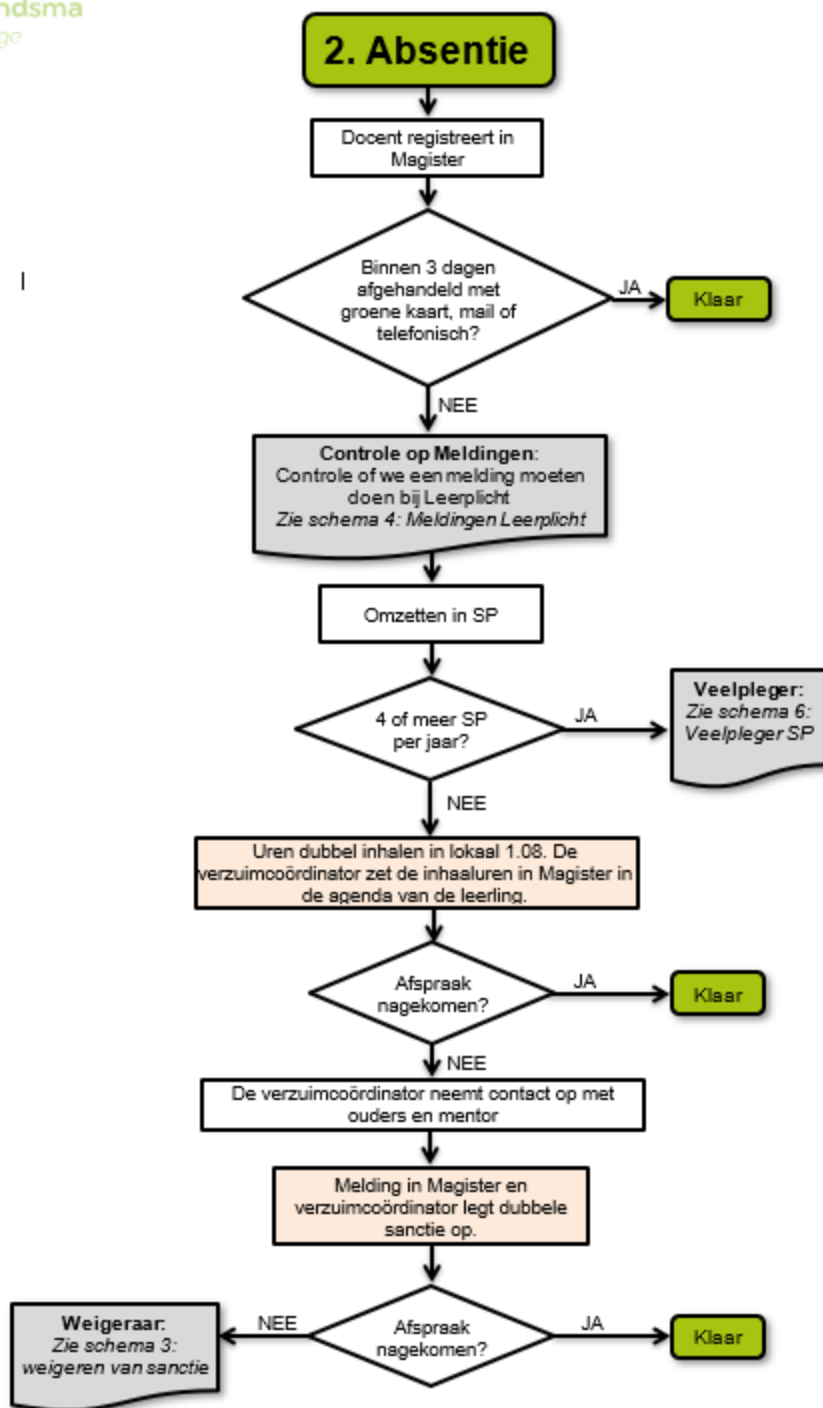 ndsma
ge
2. Absentie
Docent registreert in
Magister
Binnen 3 dagen
afgehandeld met
groene kaart, mail of
telefonisch?
JA
Klaar
NEE
Controle op Meldingen:
Controle of we een melding moeten
doen bij Leerplicht
Zie schema 4: Meldingen Leerplicht
Omzetten in SP
4 of meer SP
per jaar?
JA
Veelpleger:
Zie schema 6:
Veelpleger SP
NEE
Uren dubbel inhalen in lokaal 1.08. De
verzuimcoördinator zet de inhaaluren in Magister in
de agenda van de leerling.
Afspraak
nagekomen?
JA
Klaar
NEE
De verzuimcoördinator neemt contact op met
ouders en mentor
Melding in Magister en
verzuimcoördinator legt dubbele
sanctie op.
Afspraak
nagekomen?
JA
Klaar
NEE
Weigeraar:
Zie schema 3:
weigeren van sanctie